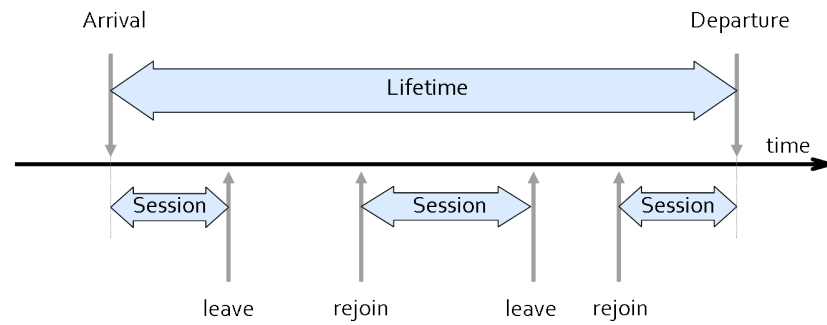 Arrival
Departure
Lifetime
time
Session
Session
Session
leave
rejoin
leave
rejoin